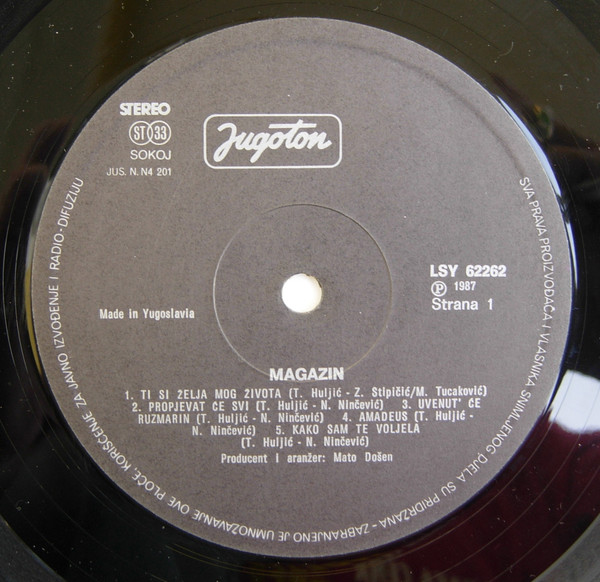 STEREO
ST 33
SOKOJ
JUS. N. N4 201
Jugoton
Made in Yugoslavia
LSY 62262
Ⓟ 1987
Strana 1
MAGAZIN
1. TI SI ŽELJA MOG ŽIVOTA (T. Huljić - Z. Stipičić/M. Tucaković)
2. PROPJEVAT ĆE SVI (T. Huljić - N. Ninčević) 3. UVENUT' ĆE
RUZMARIN (T. Huljić - N. Ninčević) 4. AMADEUS (T. Huljić -
N. Ninčević) 5. KAKO SAM TE VOLJELA
(T. Huljić - N. Ninčević)
Producent i aranžer: Mato Došen
SVA PRAVA PROIZVOĐAČA I VLASNIKA SNIMLJENOG DJELA SU PRIDRŽANA - ZABRANJENO JE UMNOŽAVANJE OVE PLOČE, KORIŠĆENJE ZA JAVNO IZVOĐENJE I RADIO-DIFUZIJU